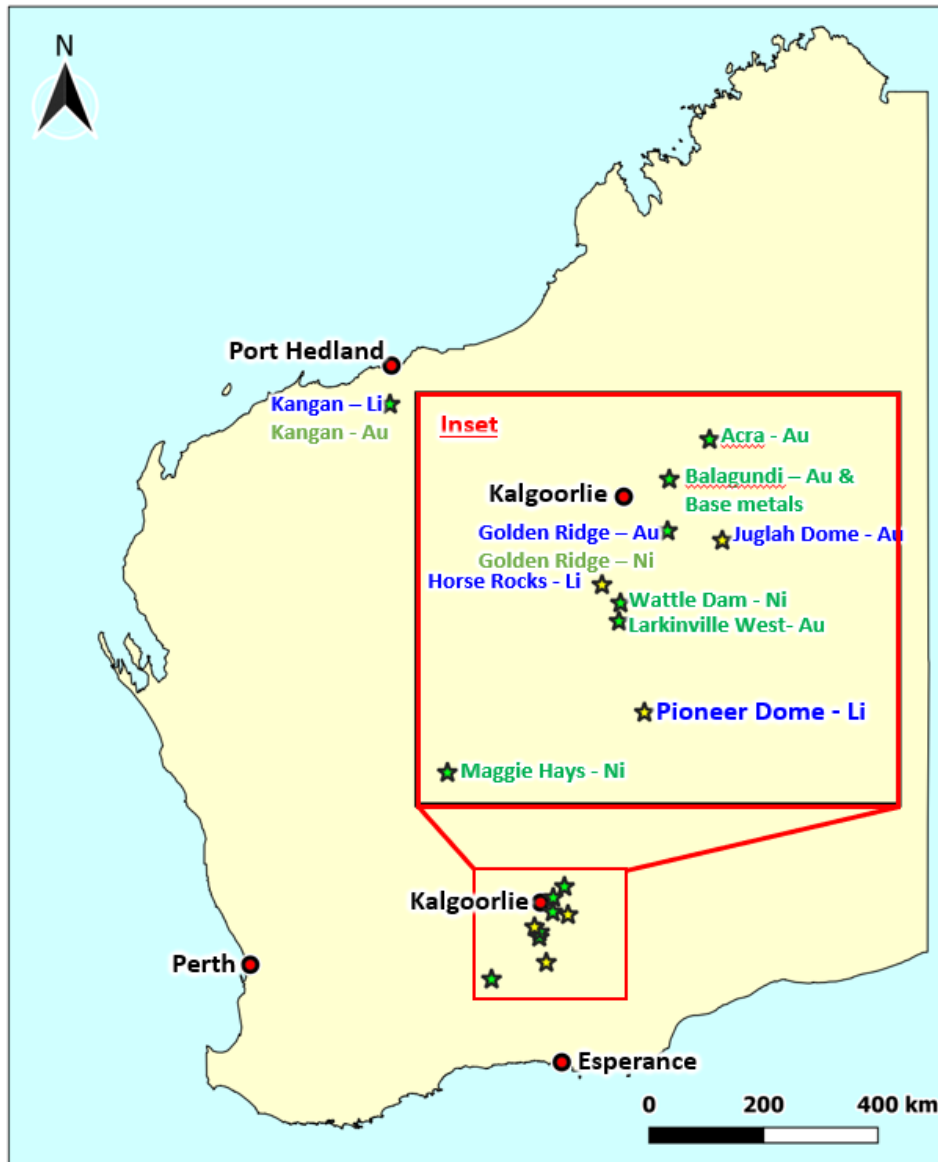 N
Port Hedland
Kangan – Li
Kangan - Au
Inset
Acra - Au
Kalgoorlie
Balagundi – Au &
Base metals
Golden Ridge – Au
Juglah Dome - Au
Golden Ridge – Ni
Horse Rocks - Li
Wattle Dam - Ni
Larkinville West- Au
Pioneer Dome - Li
Maggie Hays - Ni
Kalgoorlie
Perth
Esperance
0 200 400 km